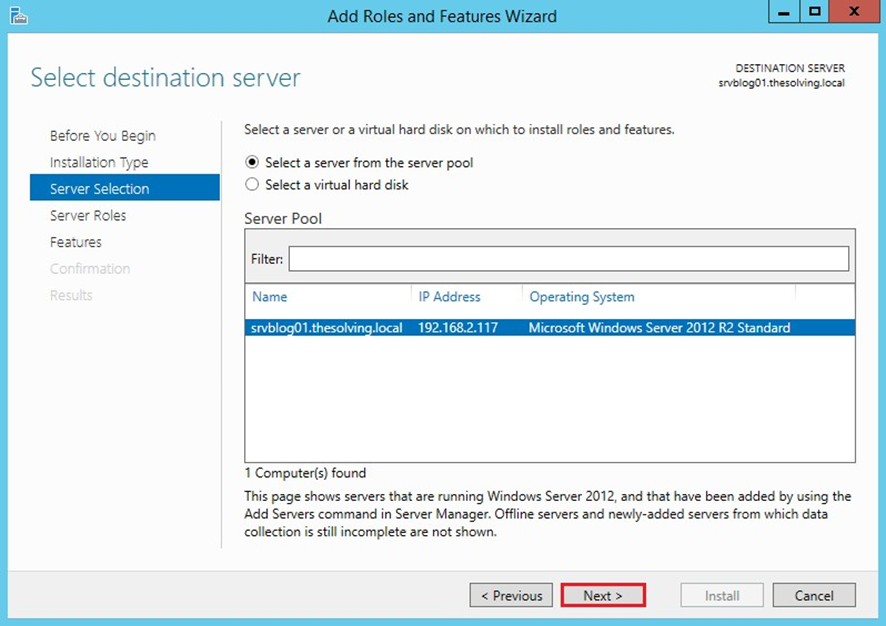 Add Roles and Features Wizard
Select destination server
DESTINATION SERVER
srvblog01.thesolving.local
Before You Begin
Installation Type
Server Selection
Server Roles
Features
Confirmation
Results
Select a server or a virtual hard disk on which to install roles and features.
Select a server from the server pool
Select a virtual hard disk
Server Pool
Filter:
Name IP Address Operating System
srvblog01.thesolving.local 192.168.2.117 Microsoft Windows Server 2012 R2 Standard
1 Computer(s) found
This page shows servers that are running Windows Server 2012, and that have been added by using the
Add Servers command in Server Manager. Offline servers and newly-added servers from which data
collection is still incomplete are not shown.
< Previous Next > Install Cancel